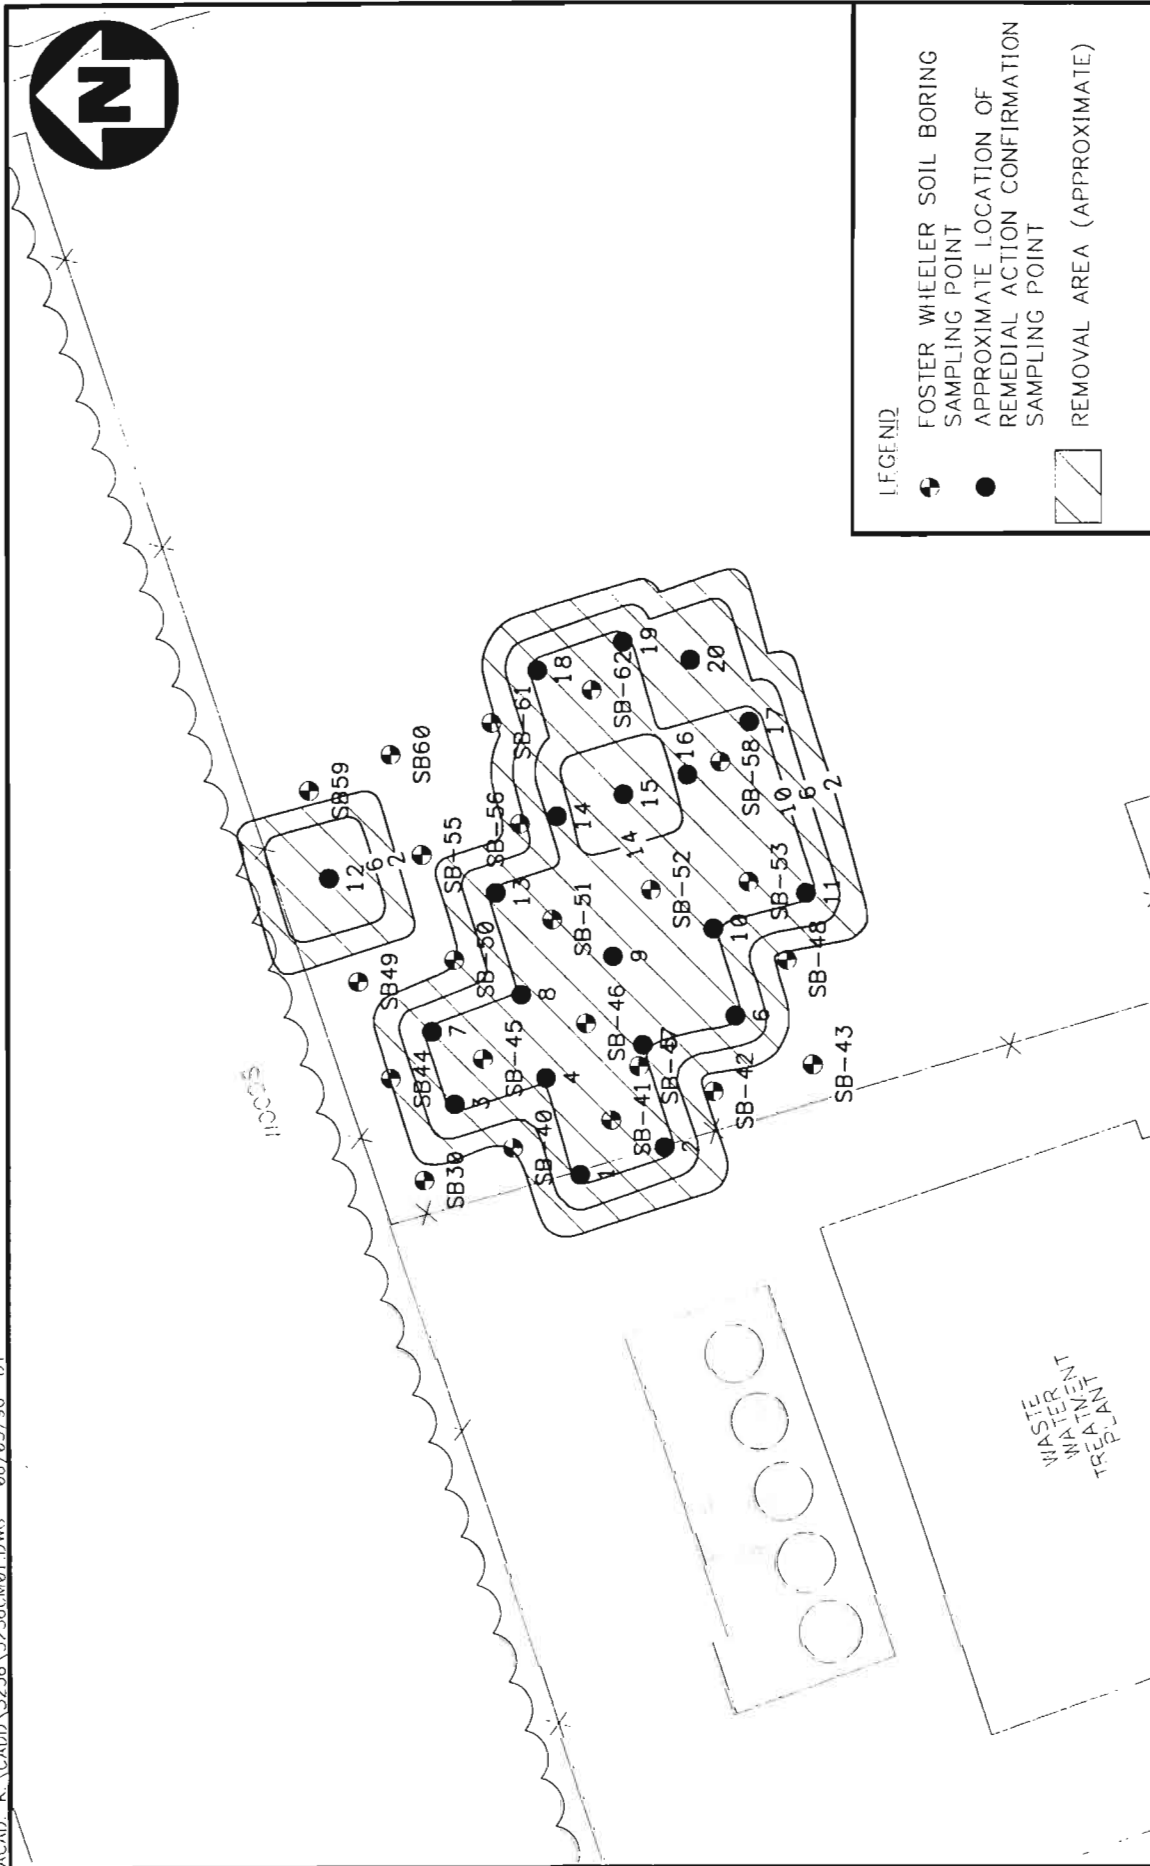 N
LEGEND
FOSTER WHEELER SOIL BORING
SAMPLING POINT
APPROXIMATE LOCATION OF
REMEDIAL ACTION CONFIRMATION
SAMPLING POINT
REMOVAL AREA (APPROXIMATE)
WOODS
SB59
SB60
12
6
2
SB49
SB-55
SB44
SB-50
SB-56
SB-61
SB30
7
13
18
3
SB-45
8
SB-51
14
SB-62
19
SB-40
4
SB-46
9
14
15
20
1
SB-41
SB-47
SB-52
16
2
10
SB-58
17
SB-42
6
SB-53
10
6
2
11
SB-43
SB-48
WASTE
WATER
TREATMENT
PLANT